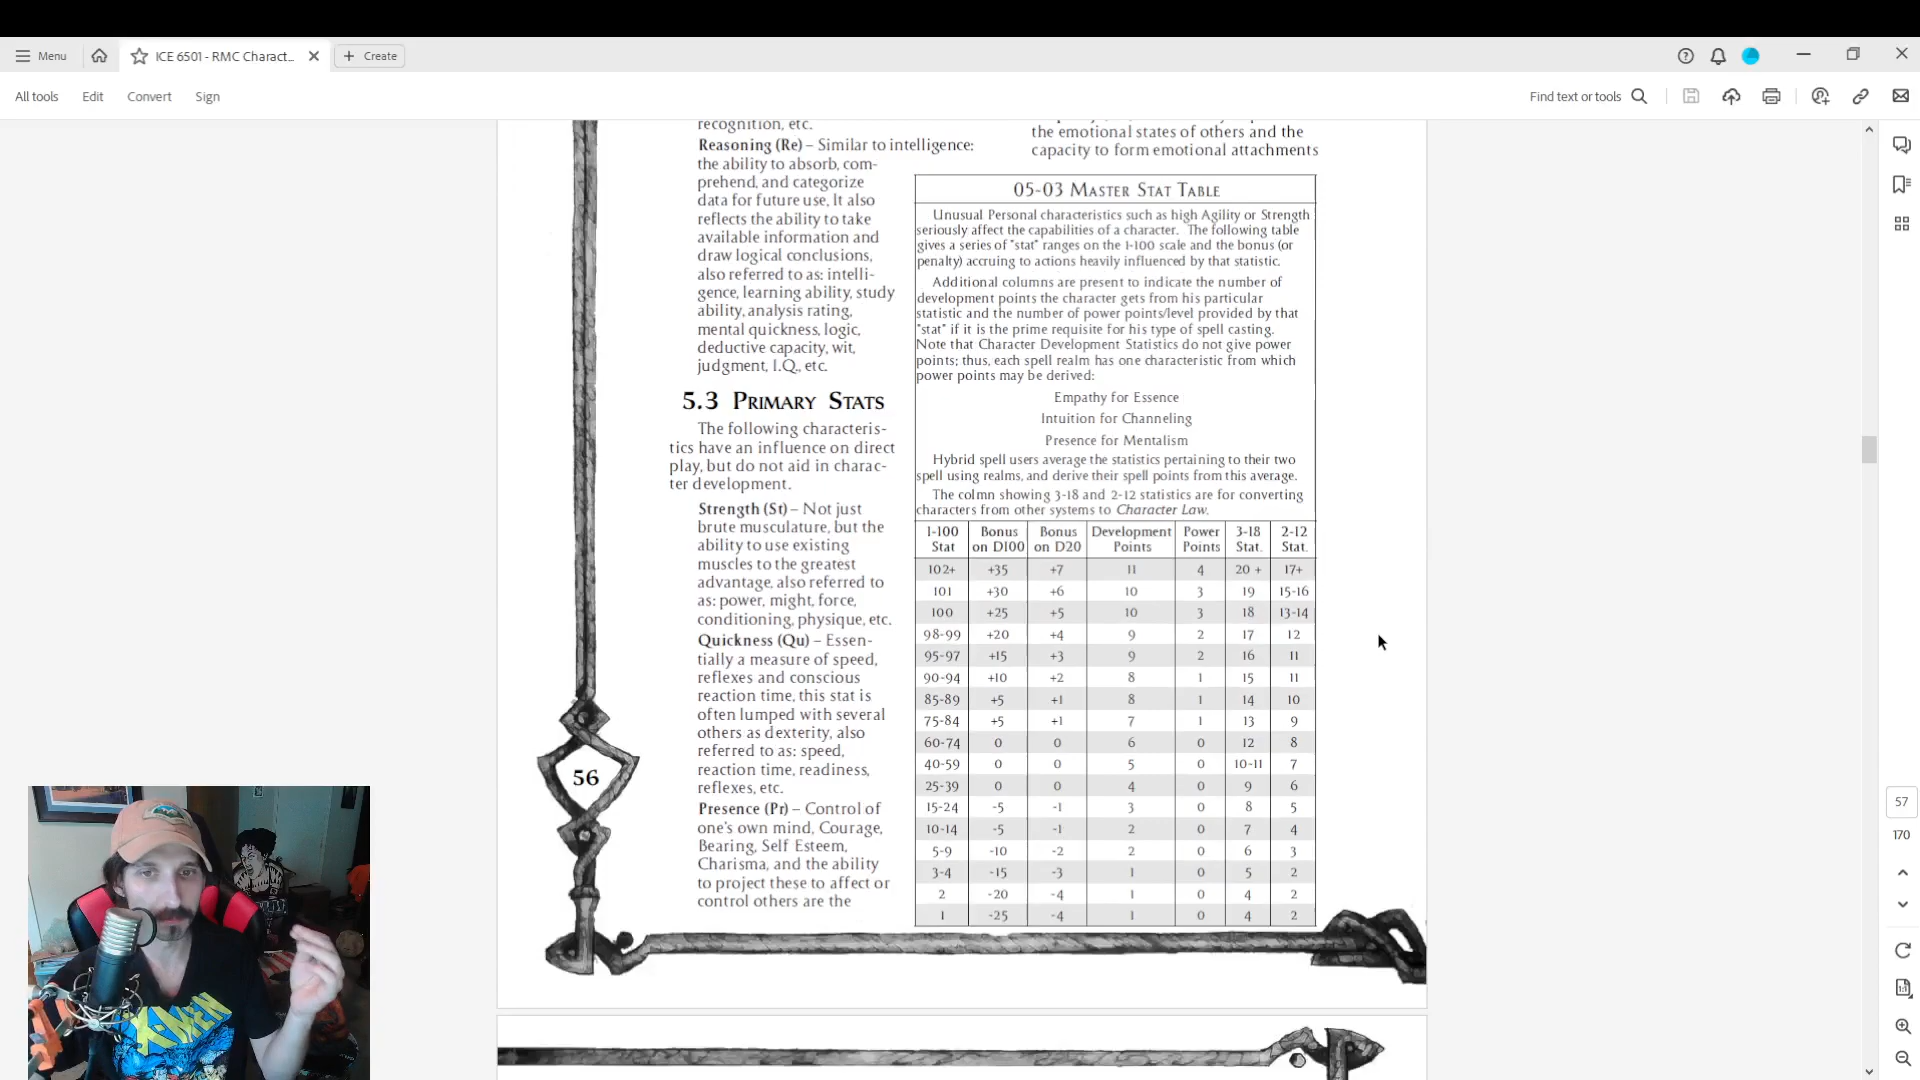 Menu
ICE 6501 - RMC Charact...
Create
All tools
Edit
Convert
Sign
Find text or tools
recognition, etc.
Reasoning (Re) – Similar to intelligence:
the ability to absorb, com-
prehend, and categorize
data for future use, It also
reflects the ability to take
available information and
draw logical conclusions,
also referred to as: intelli-
gence, learning ability, study
ability, analysis rating,
mental quickness, logic,
deductive capacity, wit,
judgment, I.Q., etc.
5.3 PRIMARY STATS
The following characteris-
tics have an influence on direct
play, but do not aid in charac-
ter development.
Strength (St) – Not just
brute musculature, but the
ability to use existing
muscles to the greatest
advantage, also referred to
as: power, might, force,
conditioning, physique, etc.
Quickness (Qu) – Essen-
tially a measure of speed,
reflexes and conscious
reaction time, this stat is
often lumped with several
others as dexterity, also
referred to as: speed,
reaction time, readiness,
reflexes, etc.
Presence (Pr) – Control of
one's own mind, Courage,
Bearing, Self Esteem,
Charisma, and the ability
to project these to affect or
control others are the
56
the emotional states of others and the
capacity to form emotional attachments
05-03 MASTER STAT TABLE
Unusual Personal characteristics such as high Agility or Strength
seriously affect the capabilities of a character. The following table
gives a series of "stat" ranges on the 1-100 scale and the bonus (or
penalty) accruing to actions heavily influenced by that statistic.
Additional columns are present to indicate the number of
development points the character gets from his particular
statistic and the number of power points/level provided by that
"stat" if it is the prime requisite for his type of spell casting.
Note that Character Development Statistics do not give power
points; thus, each spell realm has one characteristic from which
power points may be derived:
Empathy for Essence
Intuition for Channeling
Presence for Mentalism
Hybrid spell users average the statistics pertaining to their two
spell using realms, and derive their spell points from this average.
The colmn showing 3-18 and 2-12 statistics are for converting
characters from other systems to Character Law.
1-100 Bonus Bonus Development Power 3-18 2-12
Stat on D100 on D20 Points Points Stat. Stat.
102+ +35 +7 11 4 20 + 17+
101 +30 +6 10 3 19 15-16
100 +25 +5 10 3 18 13-14
98-99 +20 +4 9 2 17 12
95-97 +15 +3 9 2 16 11
90-94 +10 +2 8 1 15 11
85-89 +5 +1 8 1 14 10
75-84 +5 +1 7 1 13 9
60-74 0 0 6 0 12 8
40-59 0 0 5 0 10-11 7
25-39 0 0 4 0 9 6
15-24 -5 -1 3 0 8 5
10-14 -5 -1 2 0 7 4
5-9 -10 -2 2 0 6 3
3-4 -15 -3 1 0 5 2
2 -20 -4 1 0 4 2
1 -25 -4 1 0 4 2
57
170
X-MEN